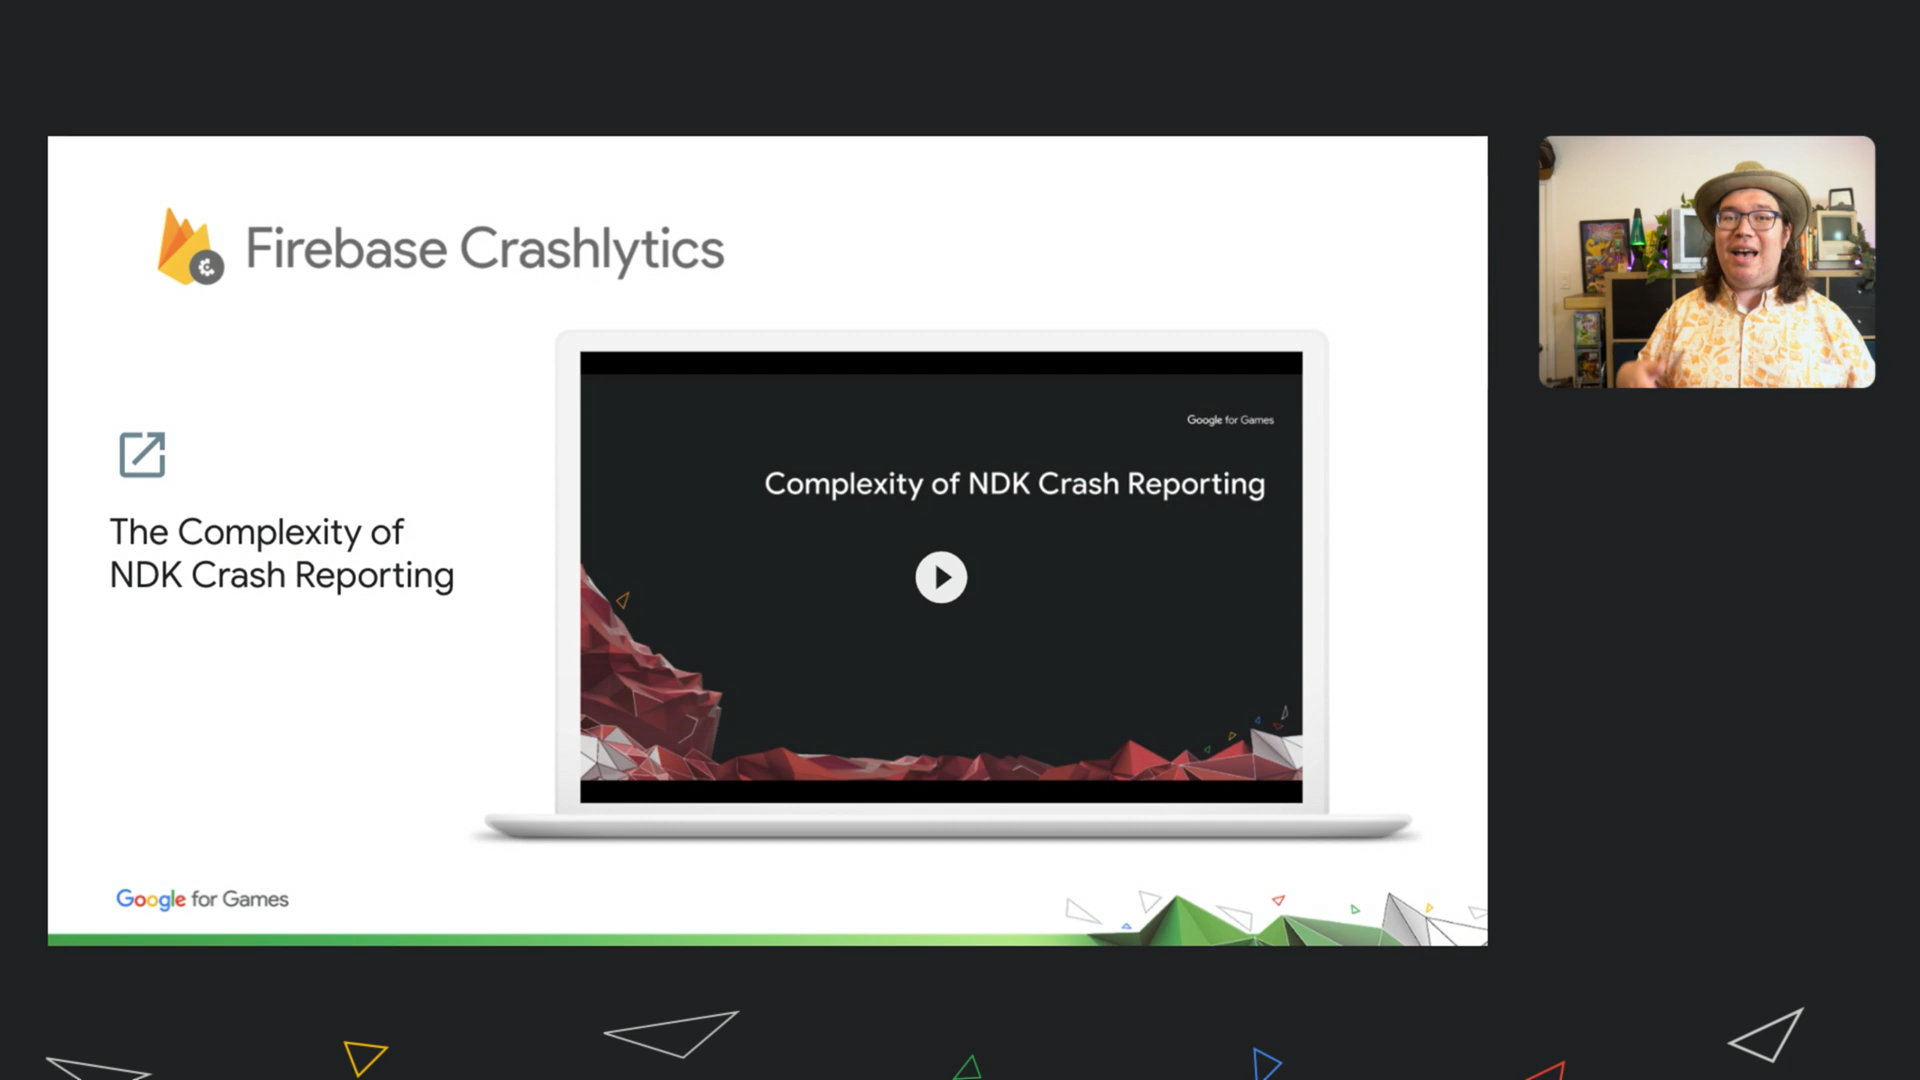 Firebase Crashlytics
Google for Games
Complexity of NDK Crash Reporting
The Complexity of
NDK Crash Reporting
Google for Games